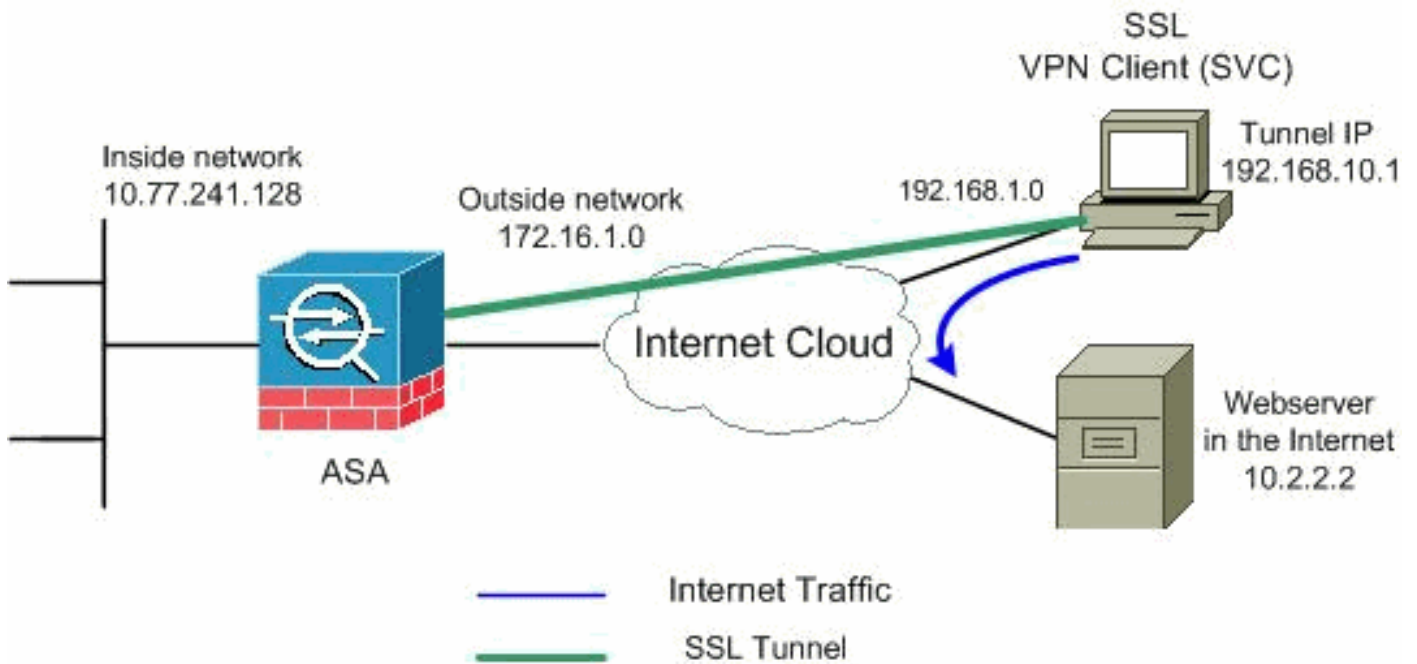 SSL
VPN Client (SVC)
Tunnel IP
192.168.10.1
Inside network
10.77.241.128
Outside network
172.16.1.0
192.168.1.0
Internet Cloud
ASA
Webserver
in the Internet
10.2.2.2
Internet Traffic
SSL Tunnel